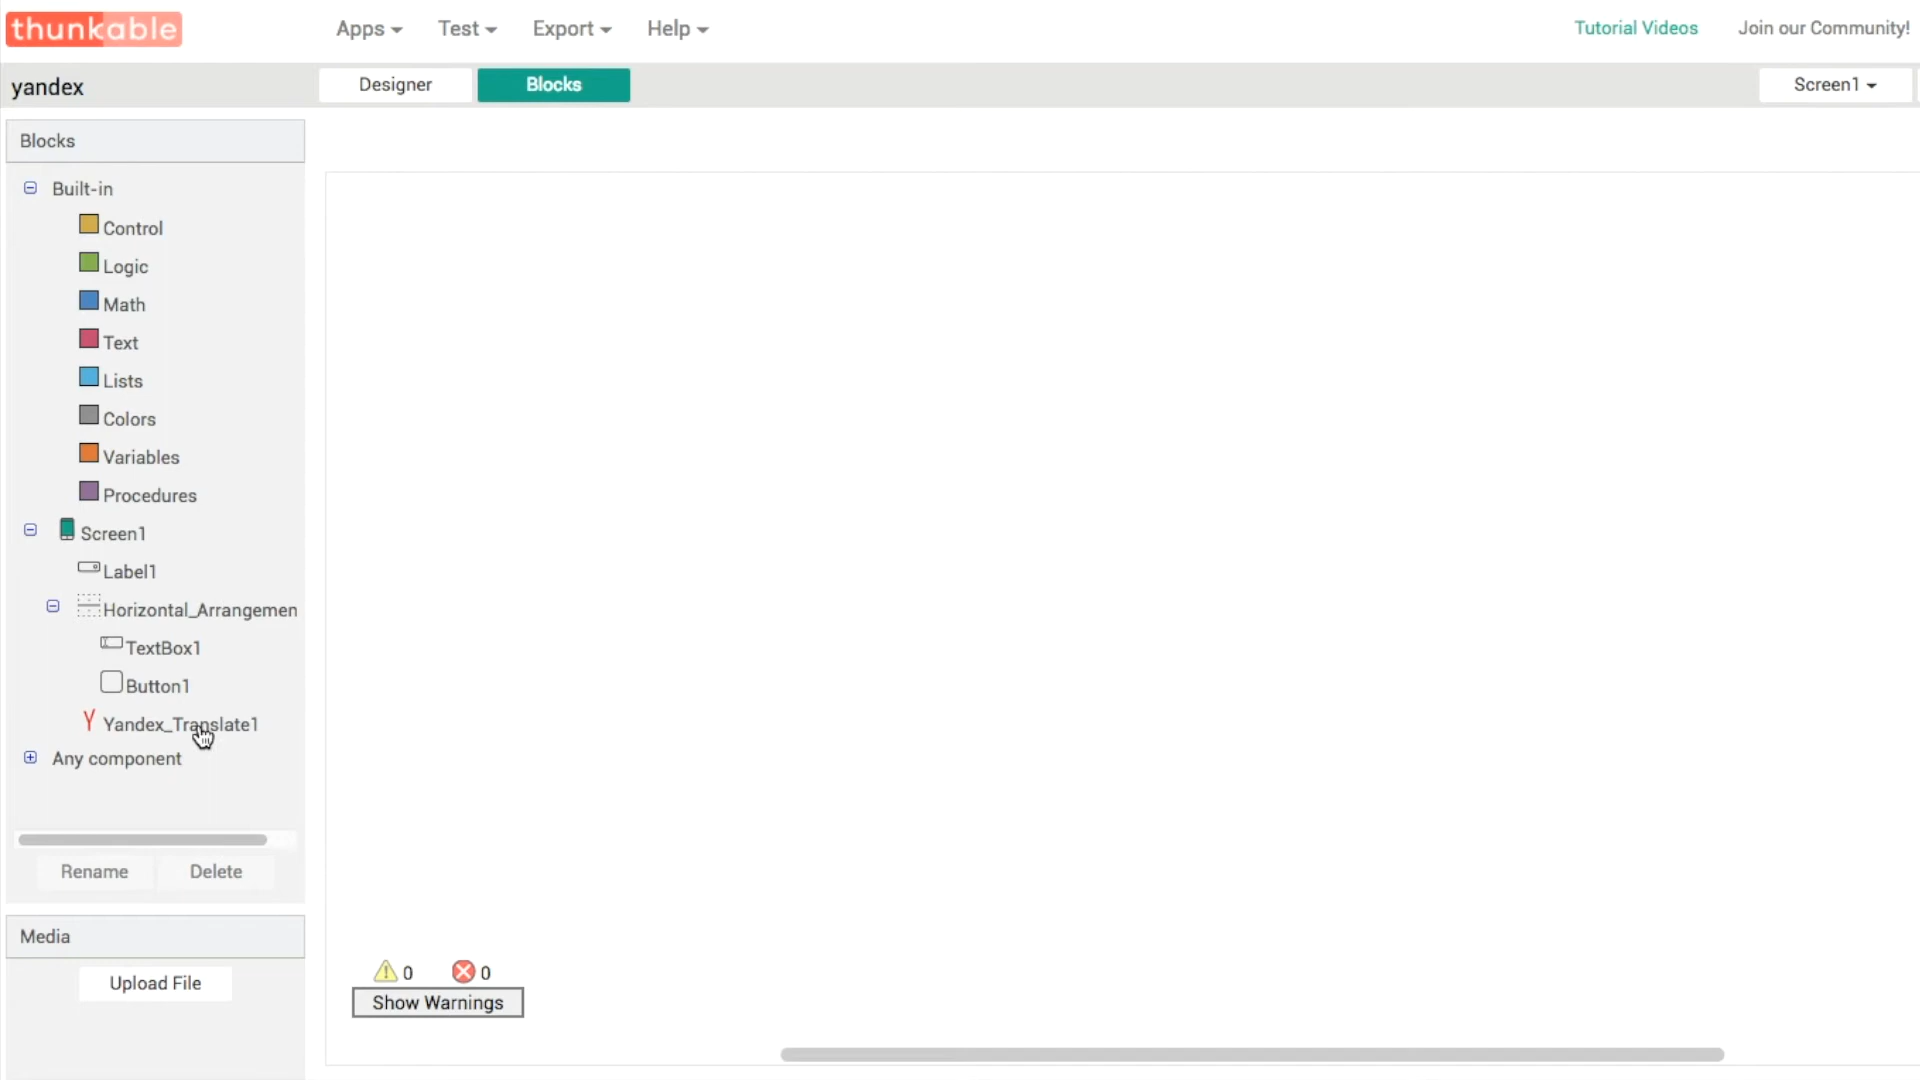 thunkable
Apps
Test
Export
Help
Tutorial Videos
Join our Community!
yandex
Designer
Blocks
Screen1
Blocks
Built-in
Control
Logic
Math
Text
Lists
Colors
Variables
Procedures
Screen1
Label1
Horizontal_Arrangemen
TextBox1
Button1
Yandex_Translate1
Any component
Rename
Delete
Media
Upload File
0
0
Show Warnings